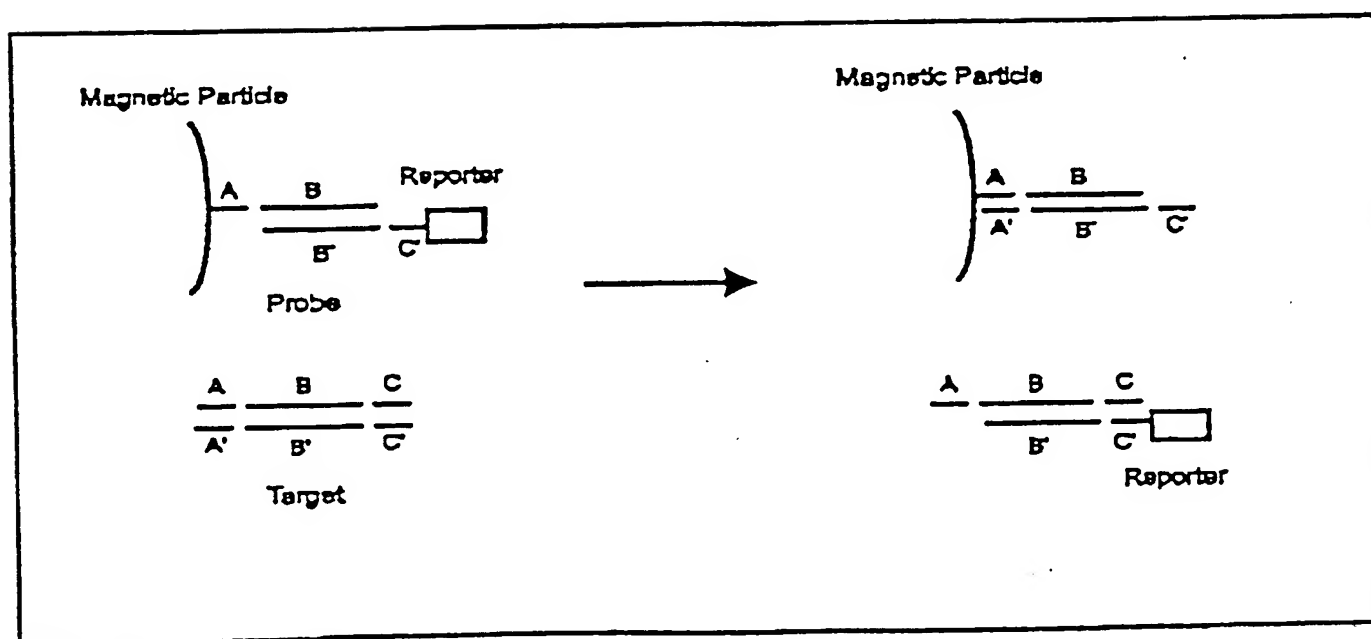 Magnetic Particle
Magnetic Particle
A B Reporter
A B
B' C'
A' B' C'
Probe
A B C
A B C
A' B' C'
B' C'
Target
Reporter